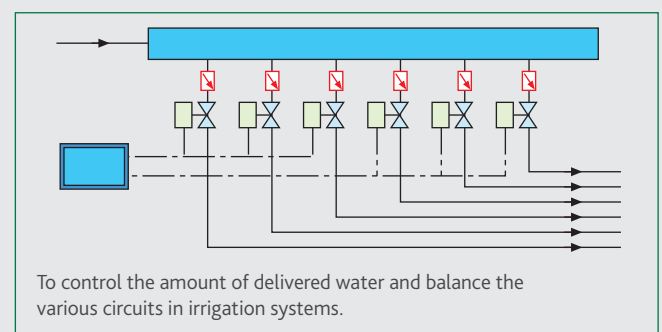 To control the amount of delivered water and balance the
various circuits in irrigation systems.